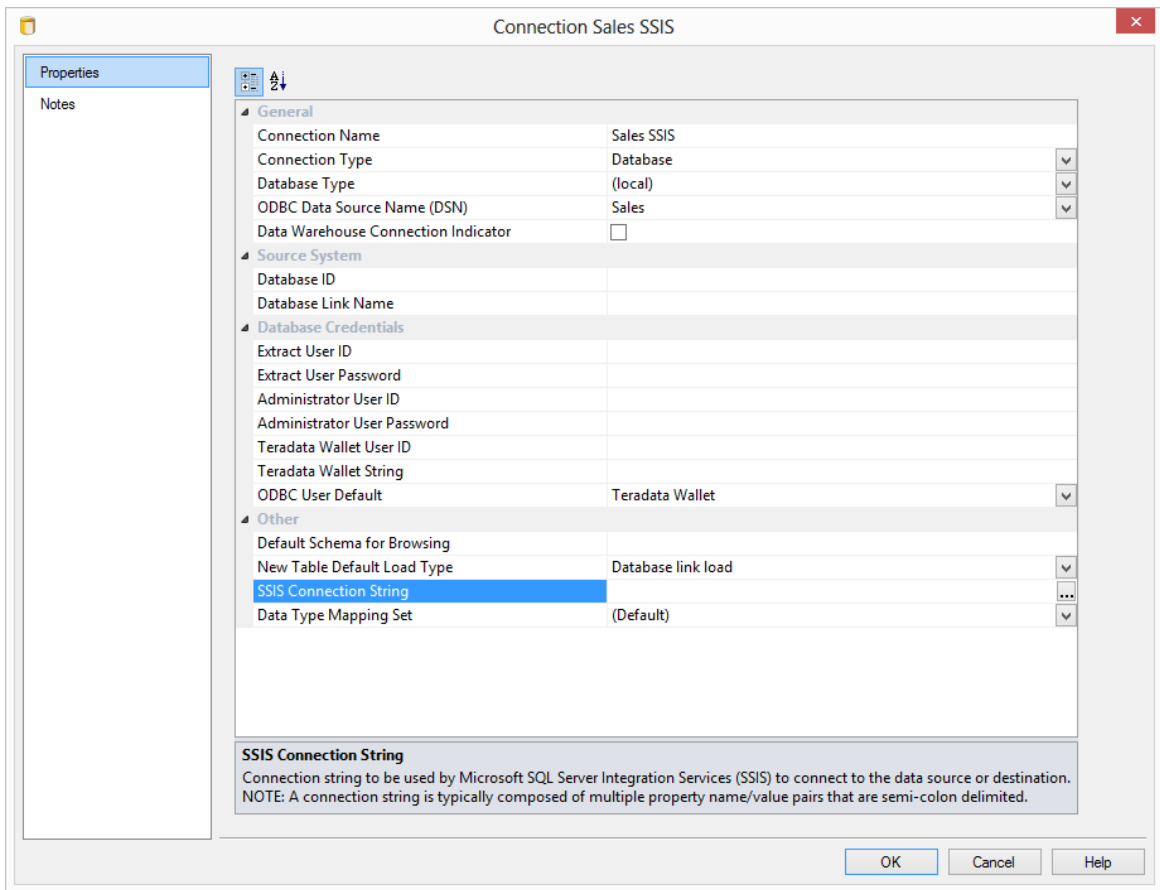 Connection Sales SSIS
Properties
Notes
General
Connection Name Sales SSIS
Connection Type Database
Database Type (local)
ODBC Data Source Name (DSN) Sales
Data Warehouse Connection Indicator
Source System
Database ID
Database Link Name
Database Credentials
Extract User ID
Extract User Password
Administrator User ID
Administrator User Password
Teradata Wallet User ID
Teradata Wallet String
ODBC User Default Teradata Wallet
Other
Default Schema for Browsing
New Table Default Load Type Database link load
SSIS Connection String ...
Data Type Mapping Set (Default)
SSIS Connection String
Connection string to be used by Microsoft SQL Server Integration Services (SSIS) to connect to the data source or destination.
NOTE: A connection string is typically composed of multiple property name/value pairs that are semi-colon delimited.
OK Cancel Help